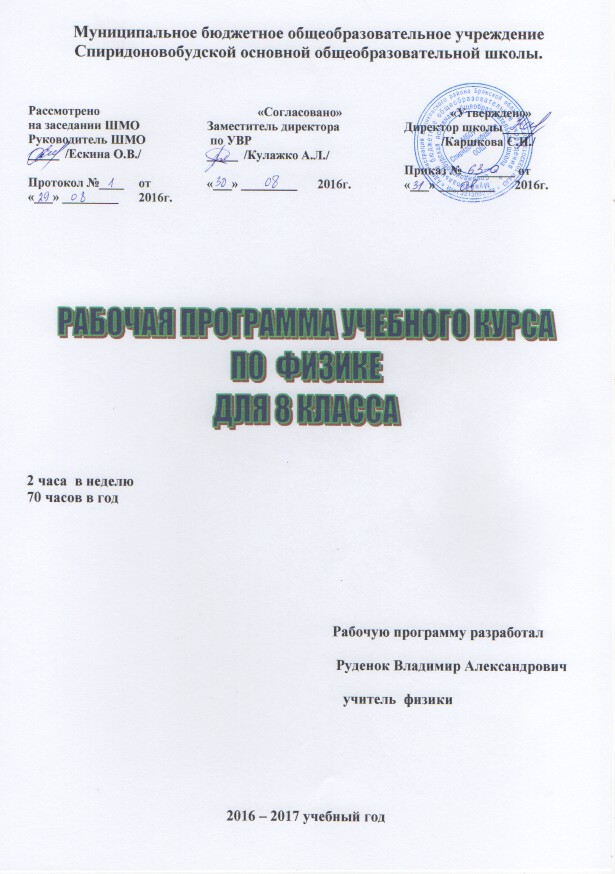 Муниципальное бюджетное общеобразовательное учреждение
Спиридоновобудской основной общеобразовательной школы.
Рассмотрено
на заседании ШМО
Руководитель ШМО
/Ескина О.В./
Протокол № 1 от
«29» 08 2016г.
«Согласовано»
Заместитель директора
по УВР
/Кулажко А.Л./
«30» 08 2016г.
«Утверждено»
Директор школы
/Каршкова С.И./
Приказ № 63-о от
«31» 2016г.
РАБОЧАЯ ПРОГРАММА УЧЕБНОГО КУРСА
ПО ФИЗИКЕ
ДЛЯ 8 КЛАССА
2 часа в неделю
70 часов в год
Рабочую программу разработал
Руденок Владимир Александрович
учитель физики
2016 – 2017 учебный год